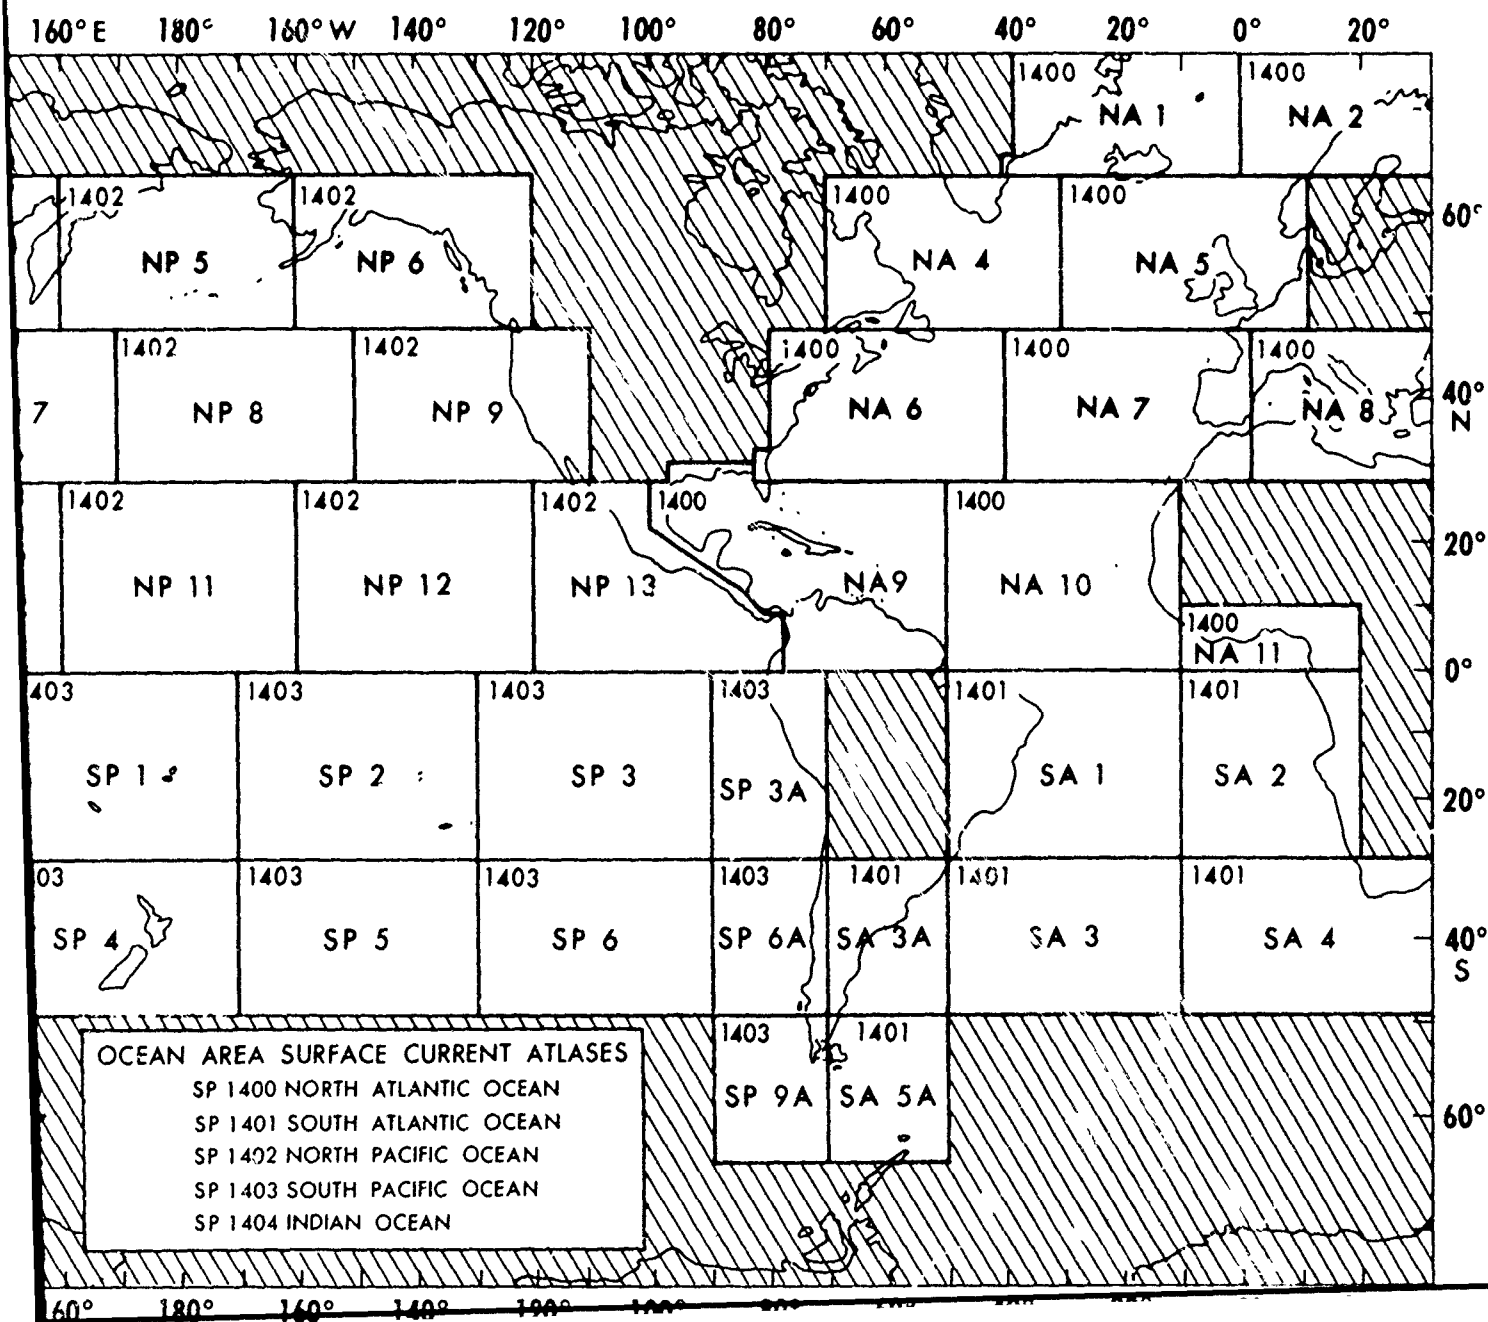 160° E 180° 160° W 140° 120° 100° 80° 60° 40° 20° 0° 20°
1400 1400
NA 1 NA 2
1402 1402 1400 1400
60°
NP 5 NP 6 NA 4 NA 5
1402 1402 1400 1400 1400
7 NP 8 NP 9 NA 6 NA 7 NA 8
40°
N
1402 1402 1402 1400 1400
20°
NP 11 NP 12 NP 13 NA9 NA 10
1400
NA 11
0°
403 1403 1403 1403 1401 1401
SP 1 SP 2 SP 3 SP 3A SA 1 SA 2
20°
03 1403 1403 1403 1401 1401 1401
SP 4 SP 5 SP 6 SP 6A SA 3A SA 3 SA 4
40°
S
1403 1401
SP 9A SA 5A
60°
OCEAN AREA SURFACE CURRENT ATLASES
SP 1400 NORTH ATLANTIC OCEAN
SP 1401 SOUTH ATLANTIC OCEAN
SP 1402 NORTH PACIFIC OCEAN
SP 1403 SOUTH PACIFIC OCEAN
SP 1404 INDIAN OCEAN
60° 180° 160° 140°